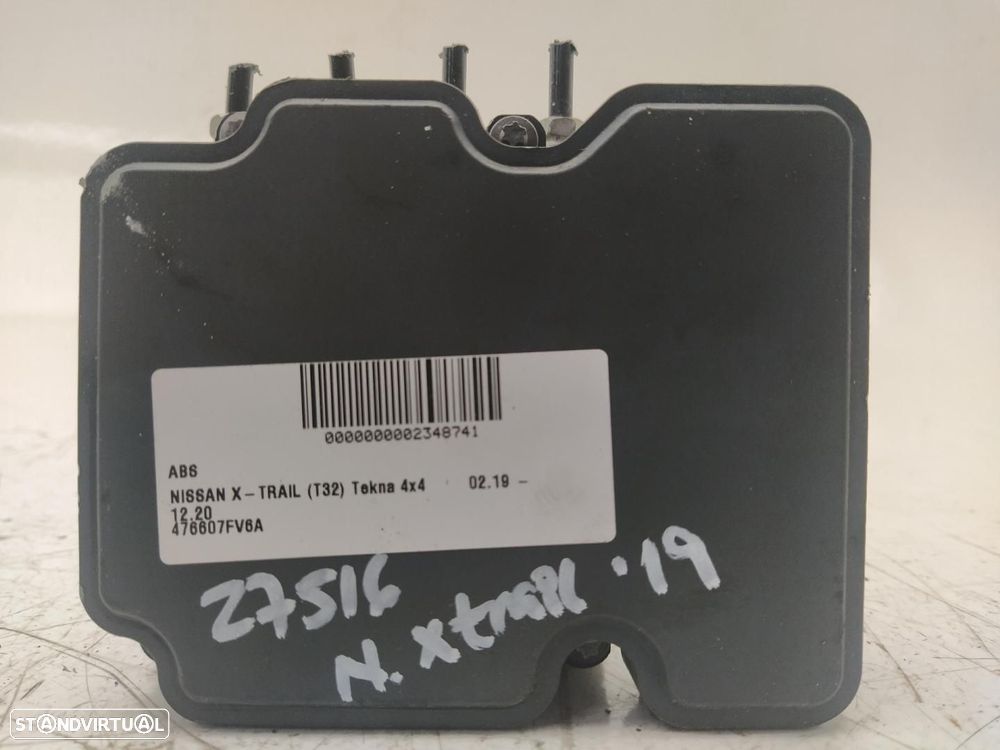 0000000002348741
ABS
NISSAN X-TRAIL (T32) Tekna 4x4 02.19 -
12.20
476607FV6A
27516
N. xtrail '19
STANDVIRTUAL